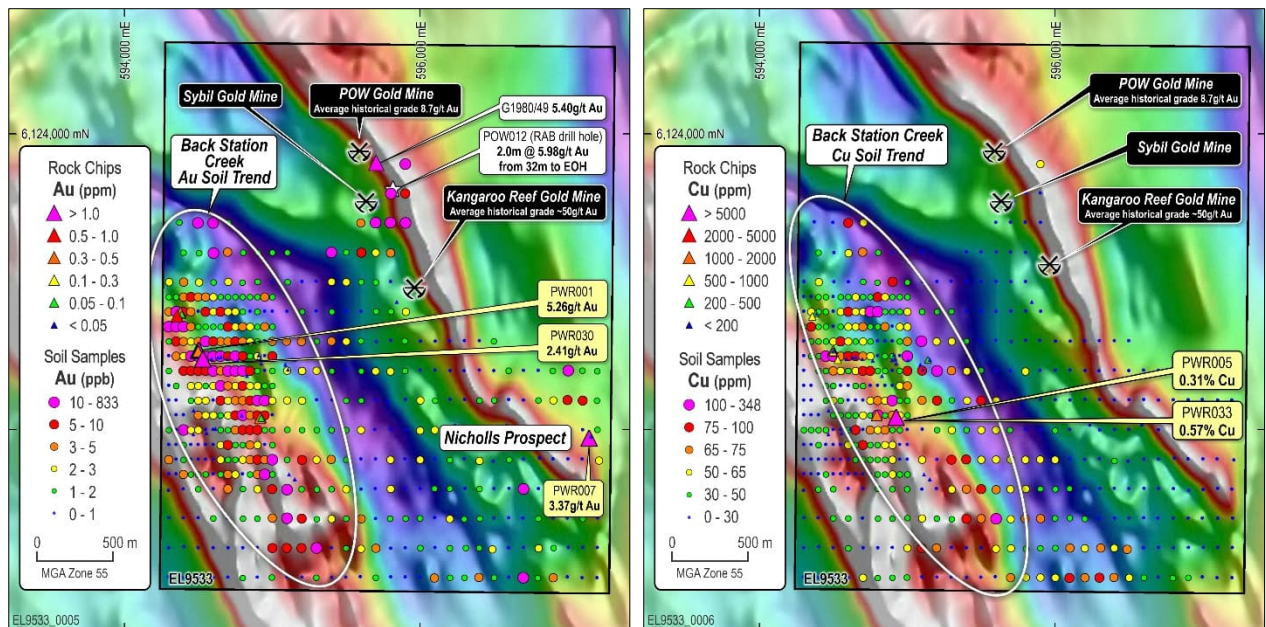 594,000 mE
596,000 mE
6,124,000 mN
Sybil Gold Mine
POW Gold Mine
Average historical grade 8.7g/t Au
G1980/49 5.40g/t Au
POW012 (RAB drill hole)
2.0m @ 5.98g/t Au
from 32m to EOH
Back Station
Creek
Au Soil Trend
Kangaroo Reef Gold Mine
Average historical grade ~50g/t Au
Rock Chips
Au (ppm)
> 1.0
0.5 - 1.0
0.3 - 0.5
0.1 - 0.3
0.05 - 0.1
< 0.05
Soil Samples
Au (ppb)
10 - 833
5 - 10
3 - 5
2 - 3
1 - 2
0 - 1
0 500 m
MGA Zone 55
PWR001
5.26g/t Au
PWR030
2.41g/t Au
Nicholls Prospect
PWR007
3.37g/t Au
EL9533
EL9533_0005
594,000 mE
596,000 mE
6,124,000 mN
POW Gold Mine
Average historical grade 8.7g/t Au
Back Station Creek
Cu Soil Trend
Sybil Gold Mine
Kangaroo Reef Gold Mine
Average historical grade ~50g/t Au
Rock Chips
Cu (ppm)
> 5000
2000 - 5000
1000 - 2000
500 - 1000
200 - 500
< 200
Soil Samples
Cu (ppm)
100 - 348
75 - 100
65 - 75
50 - 65
30 - 50
0 - 30
0 500 m
MGA Zone 55
PWR005
0.31% Cu
PWR033
0.57% Cu
EL9533
EL9533_0006